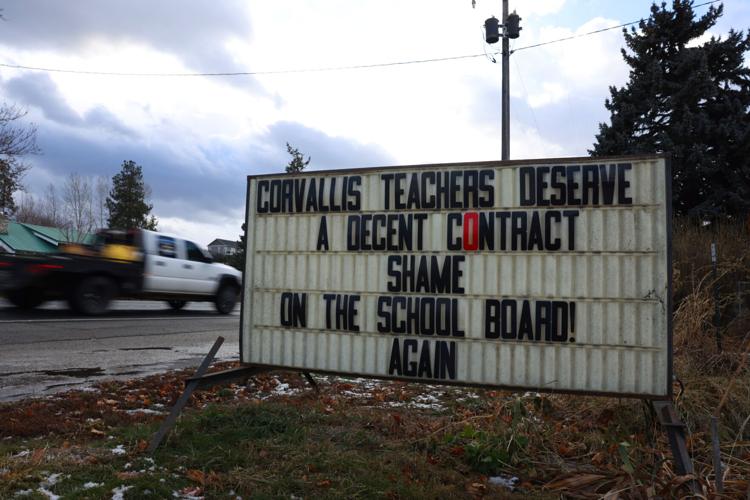 CORVALLIS TEACHERS DESERVE
A DECENT CONTRACT
SHAME
ON THE SCHOOL BOARD!
AGAIN